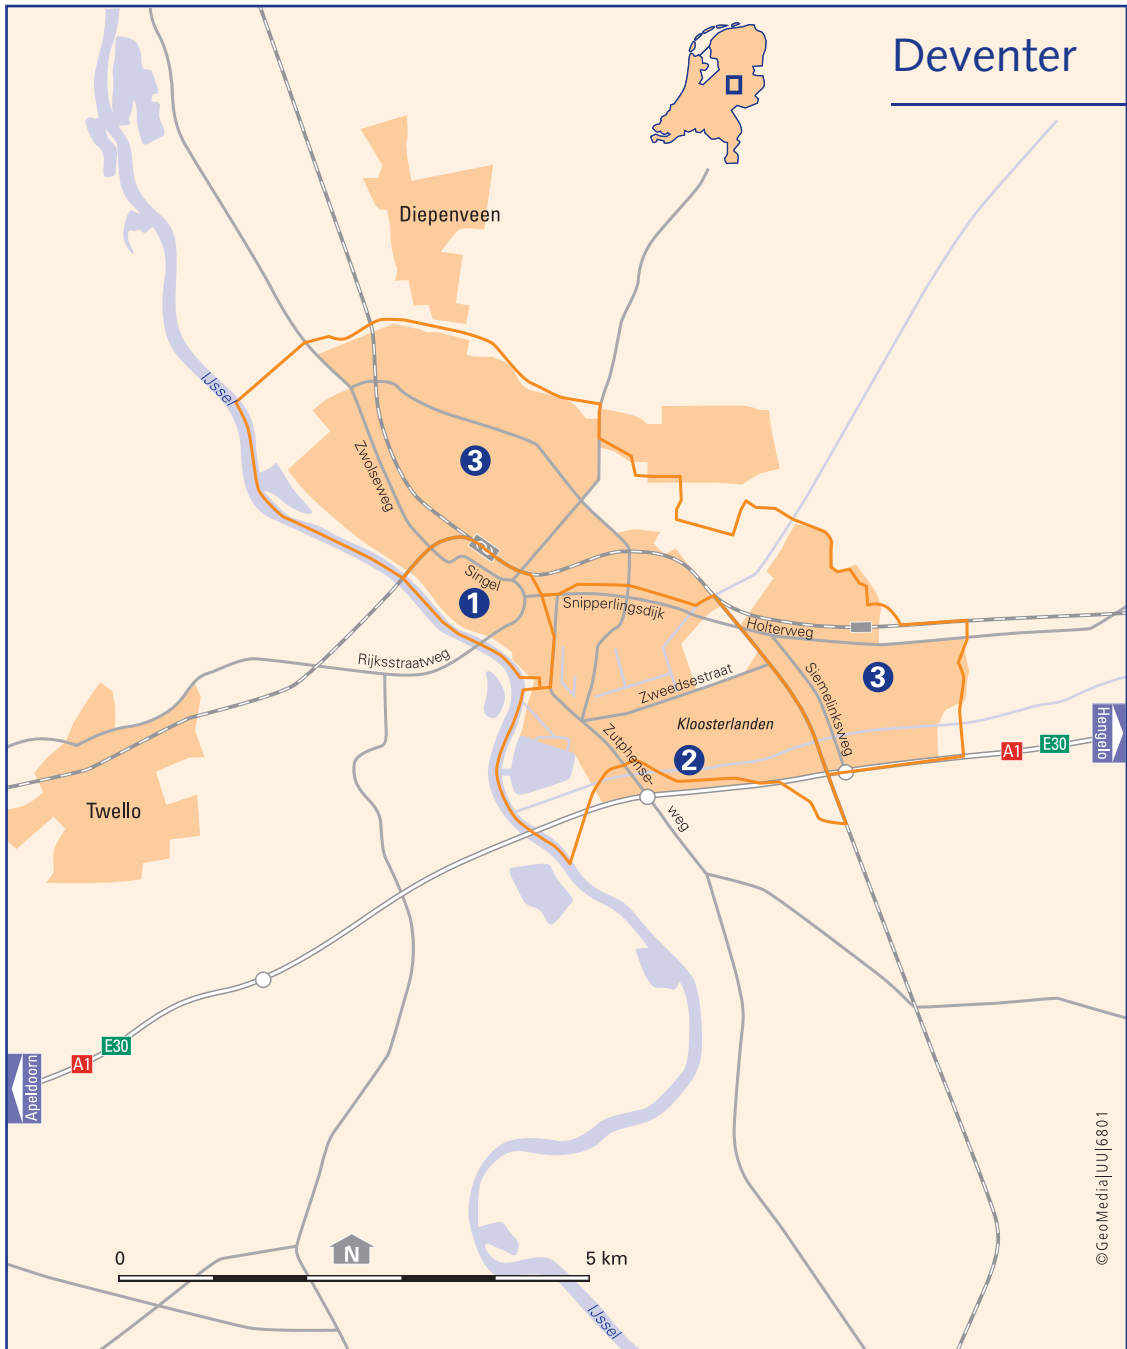 Deventer
Diepenveen
IJssel
Zwolseweg
3
Singel
1
Snipperlingsdijk
Holterweg
Rijksstraatweg
Zweedsestraat
Siemelinksweg
3
Kloosterlanden
Zutphense-
weg
2
A1
E30
Hengelo
Twello
E30
A1
Apeldoorn
N
0
5 km
IJssel
©GeoMedia|UU|6801